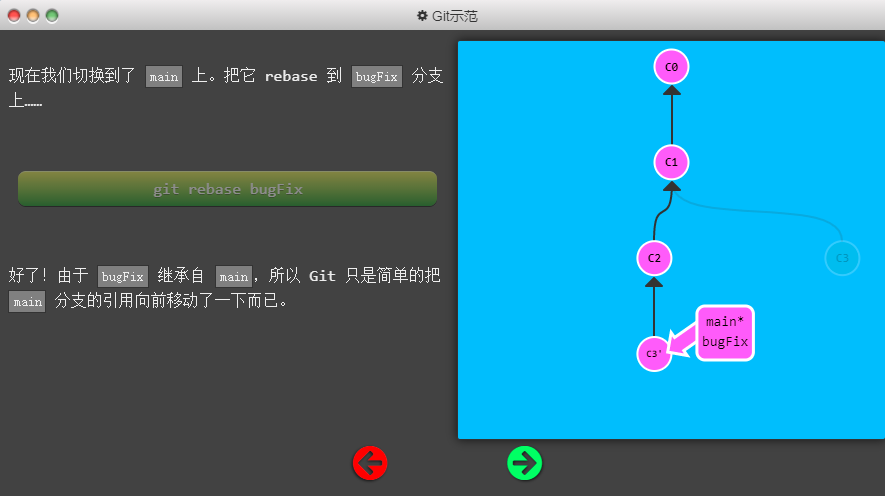 Git示范
现在我们切换到了 main 上。把它 rebase 到 bugFix 分支
上……
git rebase bugFix
好了！由于 bugFix 继承自 main，所以 Git 只是简单的把
main 分支的引用向前移动了一下而已。
C0
C1
C2
C3
C3'
main*
bugFix